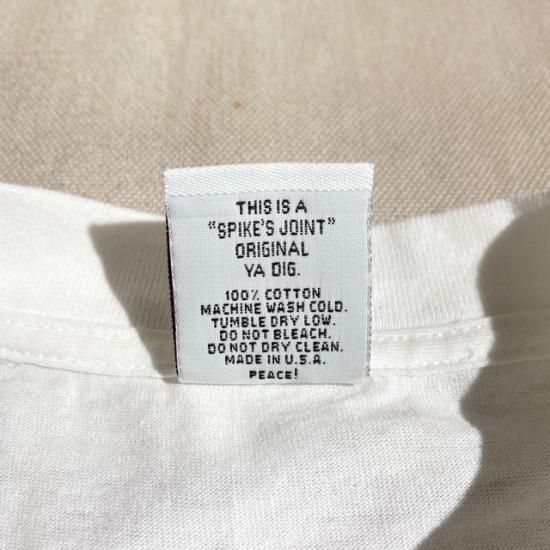 THIS IS A
"SPIKE'S JOINT"
ORIGINAL
YA DIG.
100% COTTON
MACHINE WASH COLD.
TUMBLE DRY LOW.
DO NOT BLEACH.
DO NOT DRY CLEAN.
MADE IN U.S.A.
PEACE!